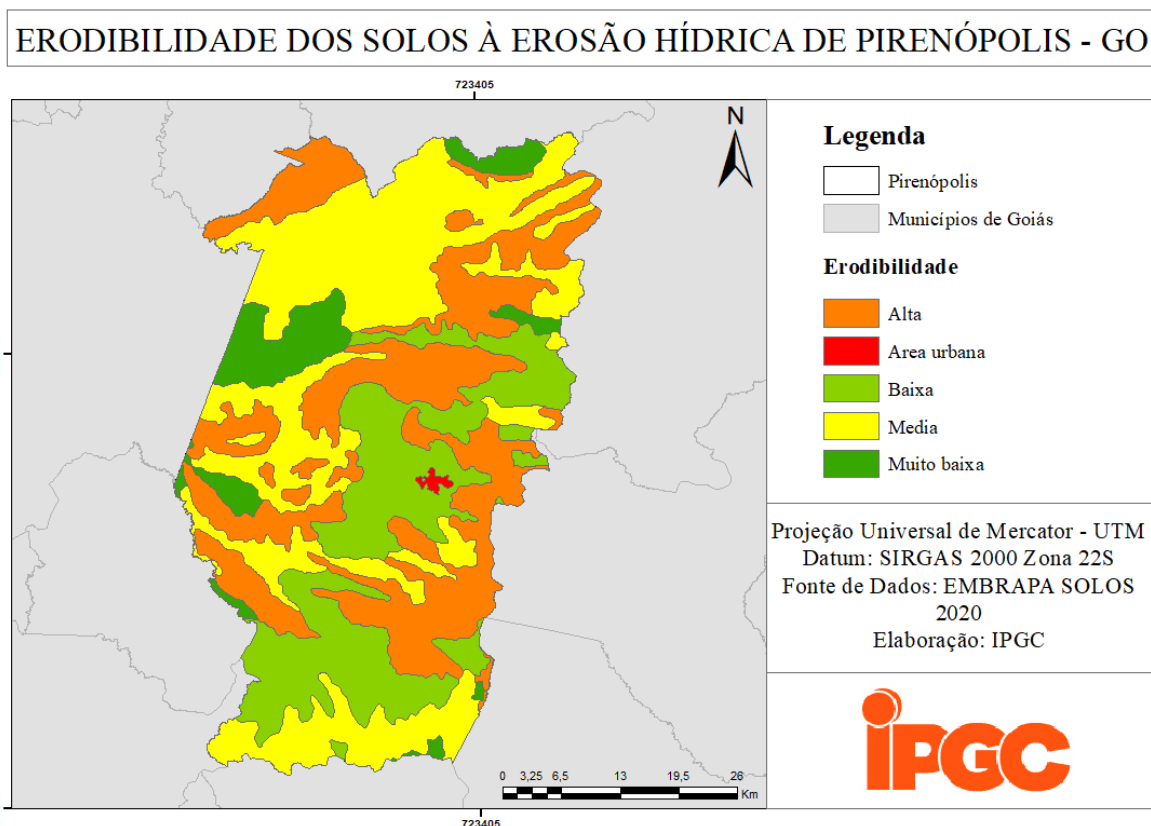 ERODIBILIDADE DOS SOLOS À EROSÃO HÍDRICA DE PIRENÓPOLIS - GO
723405
N
Legenda
Pirenópolis
Municípios de Goiás
Erodibilidade
Alta
Area urbana
Baixa
Media
Muito baixa
Projeção Universal de Mercator - UTM
Datum: SIRGAS 2000 Zona 22S
Fonte de Dados: EMBRAPA SOLOS
2020
Elaboração: IPGC
iPGC
0 3,25 6,5 13 19,5 26
Km
723405